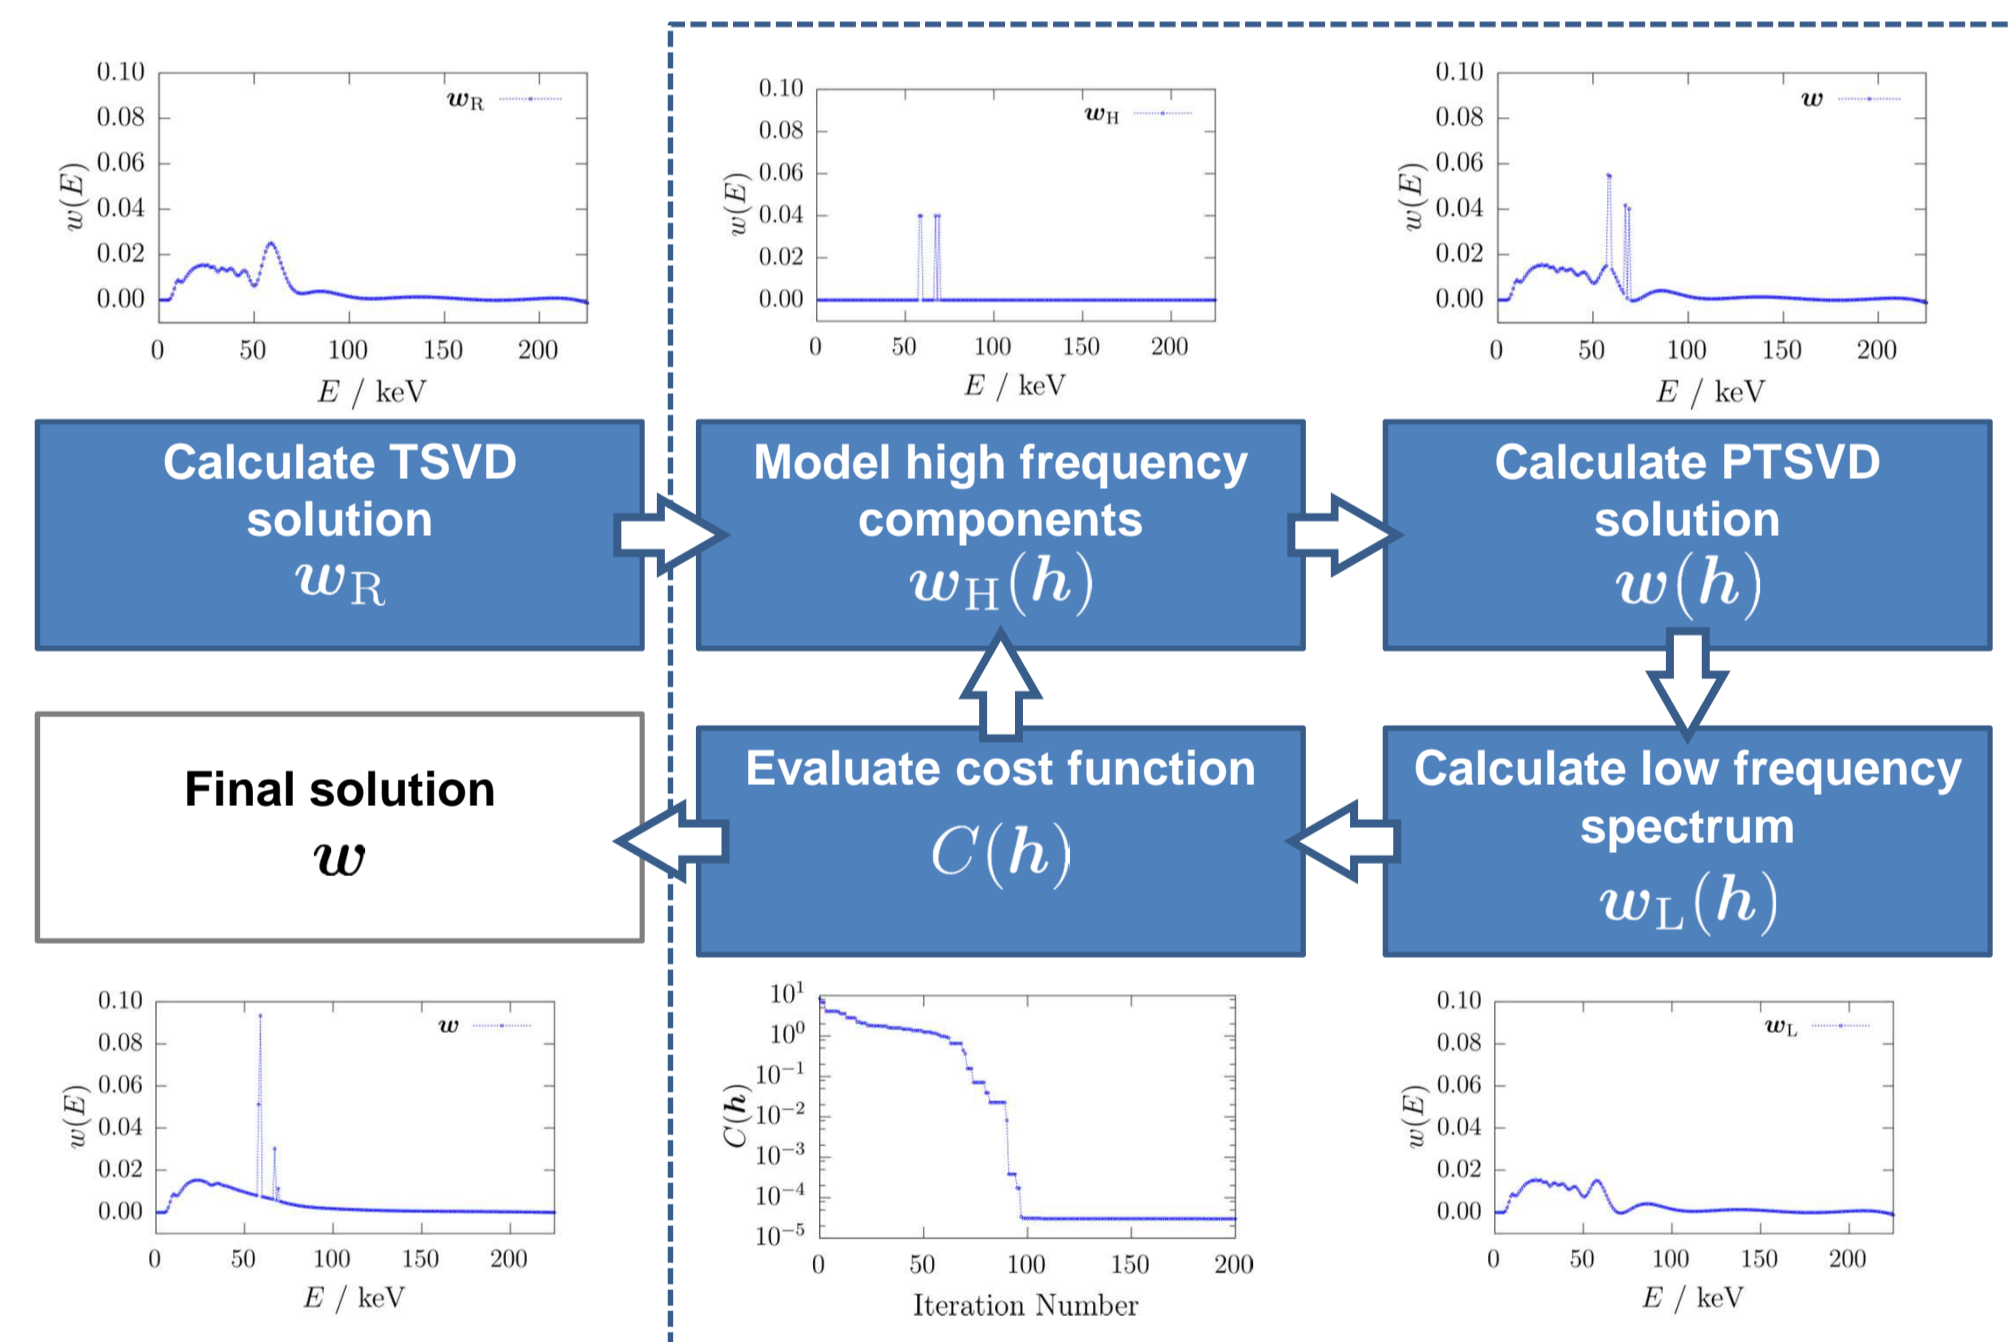 0.10
0.08
0.06
0.04
0.02
0.00
w(E)
w_R
0 50 100 150 200
E / keV
0.10
0.08
0.06
0.04
0.02
0.00
w(E)
w_H
0 50 100 150 200
E / keV
0.10
0.08
0.06
0.04
0.02
0.00
w(E)
w
0 50 100 150 200
E / keV
Calculate TSVD
solution
w_R
Model high frequency
components
w_H(h)
Calculate PTSVD
solution
w(h)
Final solution
w
Evaluate cost function
C(h)
Calculate low frequency
spectrum
w_L(h)
0.10
0.08
0.06
0.04
0.02
0.00
w(E)
w
0 50 100 150 200
E / keV
10^1
10^0
10^-1
10^-2
10^-3
10^-4
10^-5
C(h)
0 50 100 150 200
Iteration Number
0.10
0.08
0.06
0.04
0.02
0.00
w(E)
w_L
0 50 100 150 200
E / keV